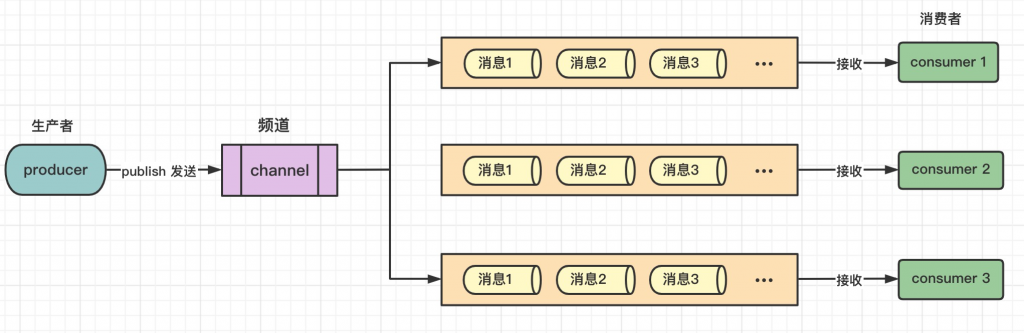 消费者
消息1 消息2 消息3 ••• 接收 consumer 1
生产者 频道
producer publish 发送 channel 消息1 消息2 消息3 ••• 接收 consumer 2
消息1 消息2 消息3 ••• 接收 consumer 3